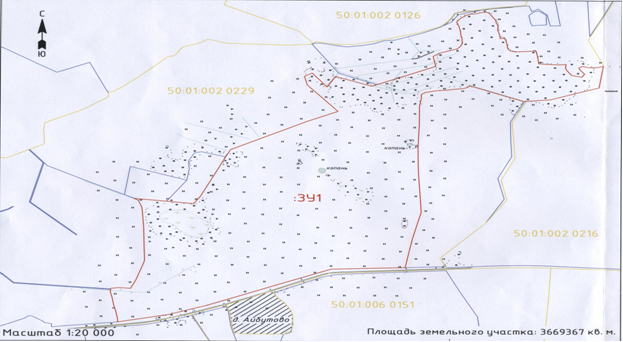 С
Ю
50:01:002 0126
50:01:002 0229
копань
копань
:ЗУ1
50:01:002 0216
50:01:006 0151
д. Айбутово
Масштаб 1:20 000
Площадь земельного участка: 3669367 кв. м.